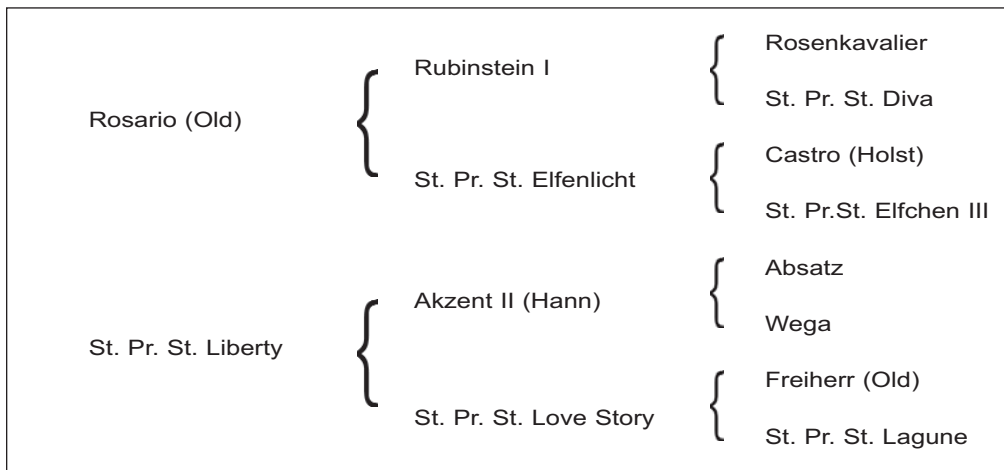 Rosenkavalier
Rubinstein I
St. Pr. St. Diva
Rosario (Old)
Castro (Holst)
St. Pr. St. Elfenlicht
St. Pr.St. Elfchen III
Absatz
Akzent II (Hann)
Wega
St. Pr. St. Liberty
Freiherr (Old)
St. Pr. St. Love Story
St. Pr. St. Lagune